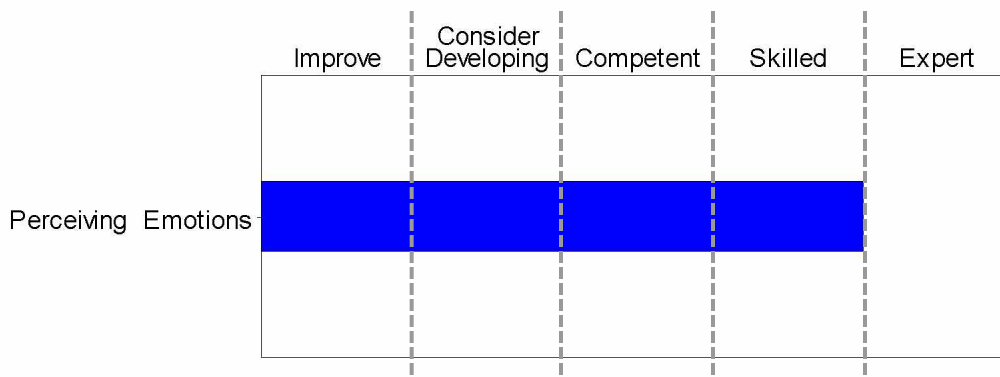 Improve
Consider
Developing
Competent
Skilled
Expert
Perceiving Emotions